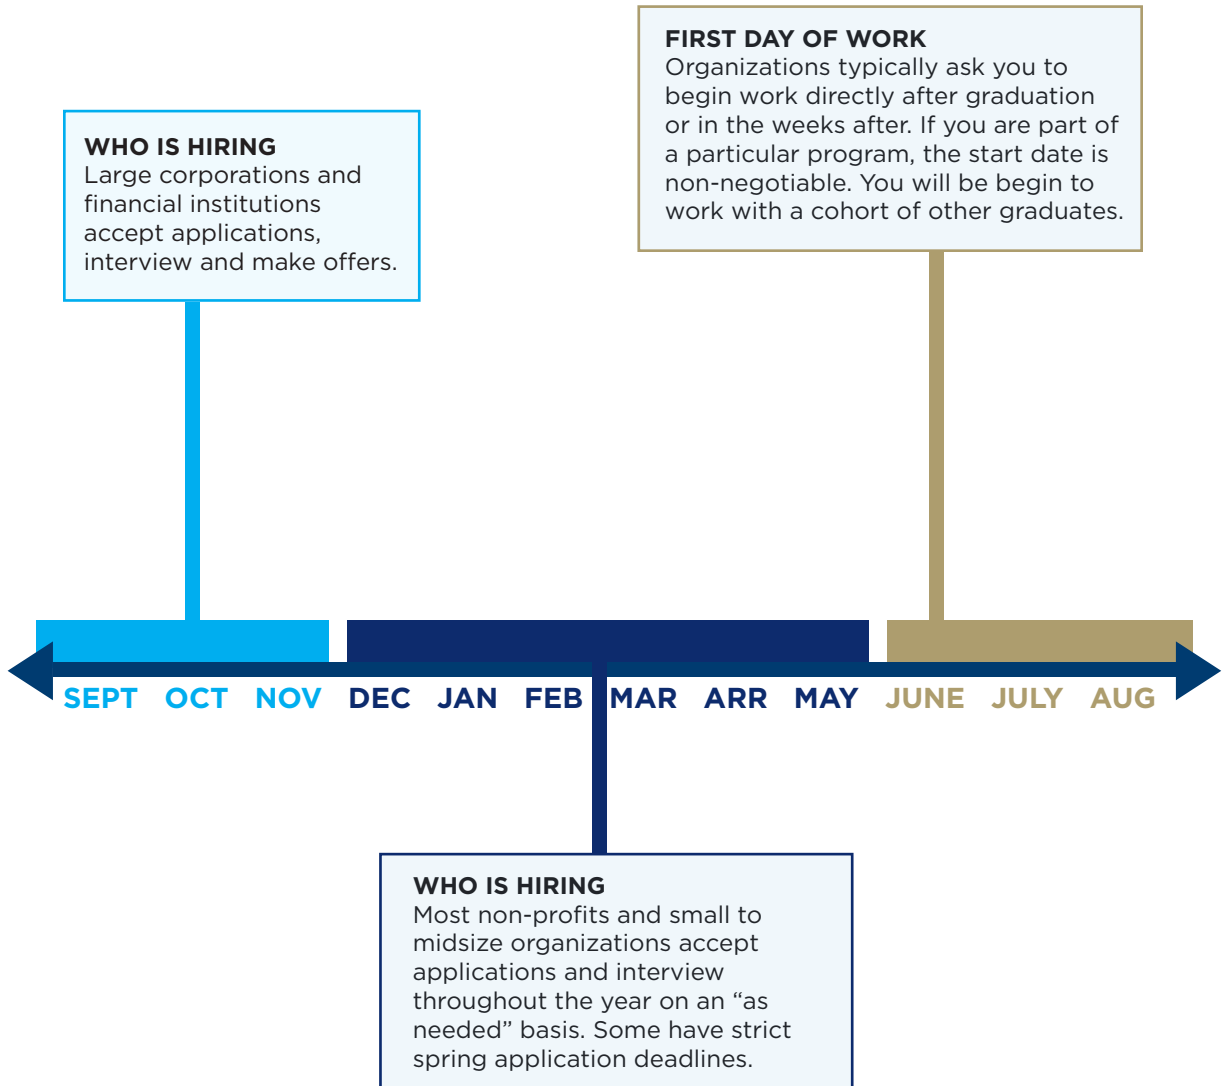 FIRST DAY OF WORK
Organizations typically ask you to
begin work directly after graduation
or in the weeks after. If you are part of
a particular program, the start date is
non-negotiable. You will be begin to
work with a cohort of other graduates.
WHO IS HIRING
Large corporations and
financial institutions
accept applications,
interview and make offers.
SEPT OCT NOV DEC JAN FEB MAR ARR MAY JUNE JULY AUG
WHO IS HIRING
Most non-profits and small to
midsize organizations accept
applications and interview
throughout the year on an “as
needed” basis. Some have strict
spring application deadlines.